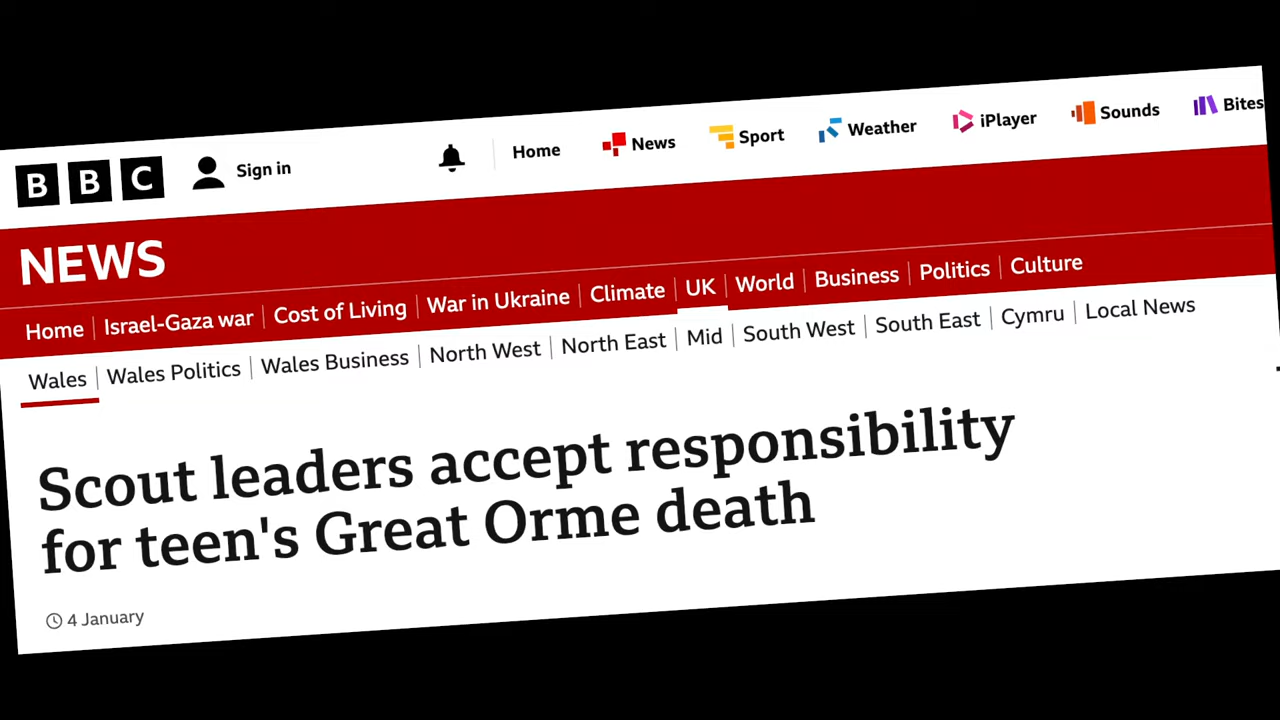 BBC Sign in Home News Sport Weather iPlayer Sounds Bites
NEWS
Home Israel-Gaza war Cost of Living War in Ukraine Climate UK World Business Politics Culture
Wales Wales Politics Wales Business North West North East Mid South West South East Cymru Local News
Scout leaders accept responsibility
for teen's Great Orme death
4 January